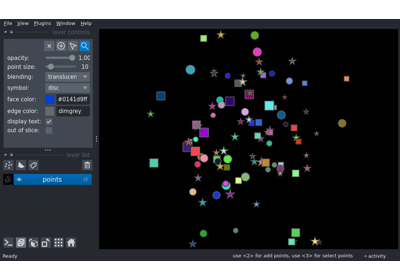 File View Plugins Window Help
layer controls
opacity: 1.00
point size: 10
blending: translucen
symbol: disc
face color: #0141d9ff
edge color: dimgrey
display text:
out of slice:
layer list
points
Ready use <2> for add points, use <3> for select points activity